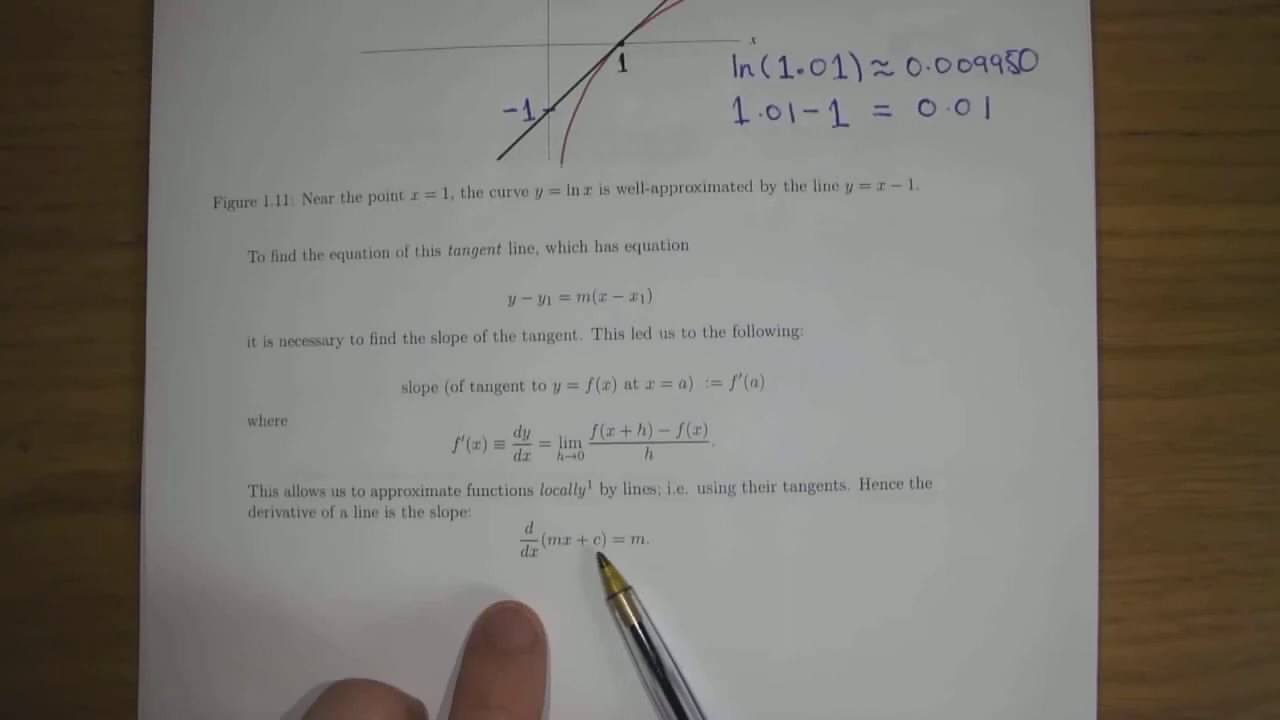 x
1
-1
ln(1.01) ≈ 0.009950
1.01-1 = 0.01
Figure 1.11: Near the point x = 1, the curve y = ln x is well-approximated by the line y = x − 1.
To find the equation of this tangent line, which has equation
y − y₁ = m(x − x₁)
it is necessary to find the slope of the tangent. This led us to the following:
slope (of tangent to y = f(x) at x = a) := f′(a)
where
f′(x) ≡ dy/dx = lim h→0 f(x + h) − f(x)/h.
This allows us to approximate functions locally¹ by lines; i.e. using their tangents. Hence the
derivative of a line is the slope:
d/dx (mx + c) = m.